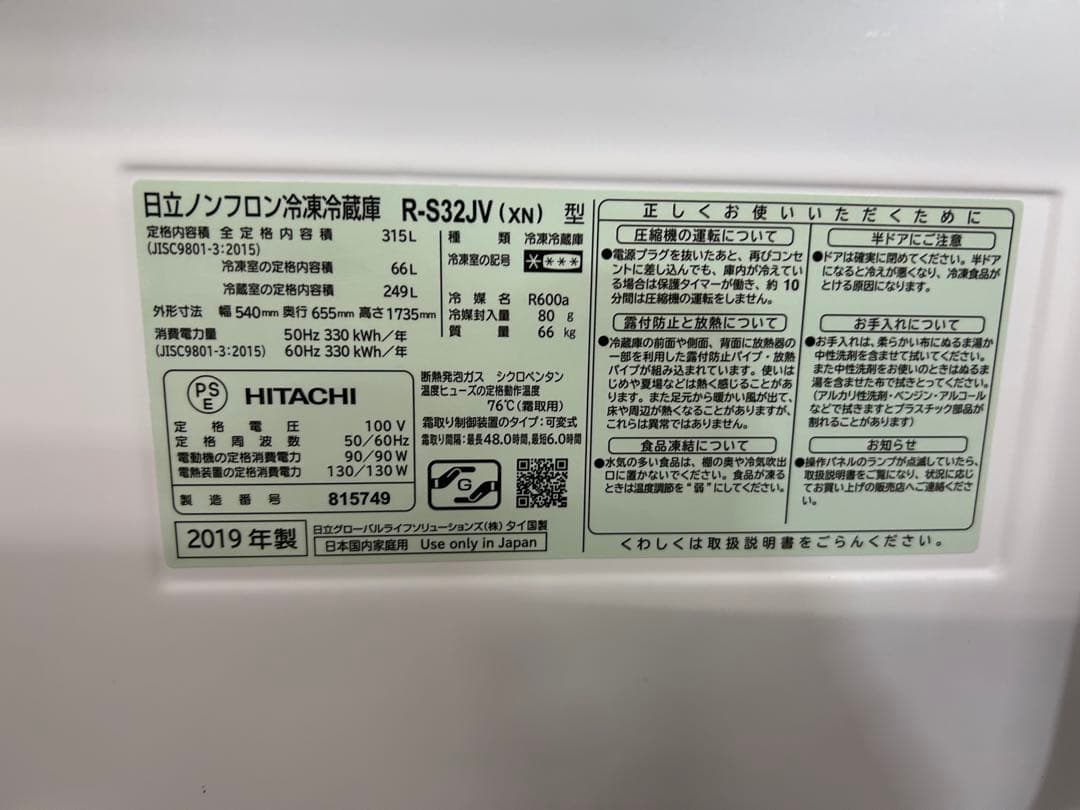 日立ノンフロン冷凍冷蔵庫 R-S32JV(XN) 型
定格内容積 全定格内容積 315L
(JISC9801-3:2015)
冷凍室の定格内容積 66L
冷蔵室の定格内容積 249L
外形寸法 幅540mm奥行655mm高さ1735mm
消費電力量 50Hz 330kWh/年
(JISC9801-3:2015) 60Hz 330kWh/年
種類 冷凍冷蔵庫
冷凍室の記号 ****
冷媒名 R600a
冷媒封入量 80 g
質量 66 kg
PSE HITACHI
定格電圧 100 V
定格周波数 50/60Hz
電動機の定格消費電力 90/90W
電熱装置の定格消費電力 130/130W
製造番号 815749
断熱発泡ガス シクロペンタン
温度ヒューズの定格動作温度
76℃(霜取用)
霜取り制御装置のタイプ:可変式
霜取り間隔:最長48.0時間,最短6.0時間
G
2019年製
日立グローバルライフソリューションズ(株) タイ国製
日本国内家庭用 Use only in Japan
正しくお使いいただくために
圧縮機の運転について
●電源プラグを抜いたあと、再びコンセ
ントに差し込んでも、庫内が冷えてい
る場合は保護タイマーが働き、約10
分間は圧縮機の運転をしません。
露付防止と放熱について
●冷蔵庫の前面や側面、背面に放熱器の
一部を利用した露付防止パイプ・放熱
パイプが組み込まれています。使いは
じめや夏場などは熱く感じることがあ
ります。また足元から暖かい風が出て、
床や周辺が熱くなることがありますが、
これらは異常ではありません。
食品凍結について
●水気の多い食品は、棚の奥や冷気吹出
口に置かないでください。食品が凍る
ときは温度調節を"弱"にしてください。
半ドアにご注意
●ドアは確実に閉めてください。半ドア
になると冷えが悪くなり、冷凍食品が
とける原因になります。
お手入れについて
●お手入れは、柔らかい布にぬるま湯か
中性洗剤を含ませて拭いてください。
また中性洗剤をお使いのときはぬるま
湯を含ませた布で拭きとってください。
(アルカリ性洗剤・ベンジン・アルコール
などで拭きますとプラスチック部品が
割れることがあります)
お知らせ
●操作パネルのランプが点滅していたら、
取扱説明書をご覧になり、状況に応じ
てお買い上げの販売店へご連絡くださ
い。
くわしくは取扱説明書をごらんください。